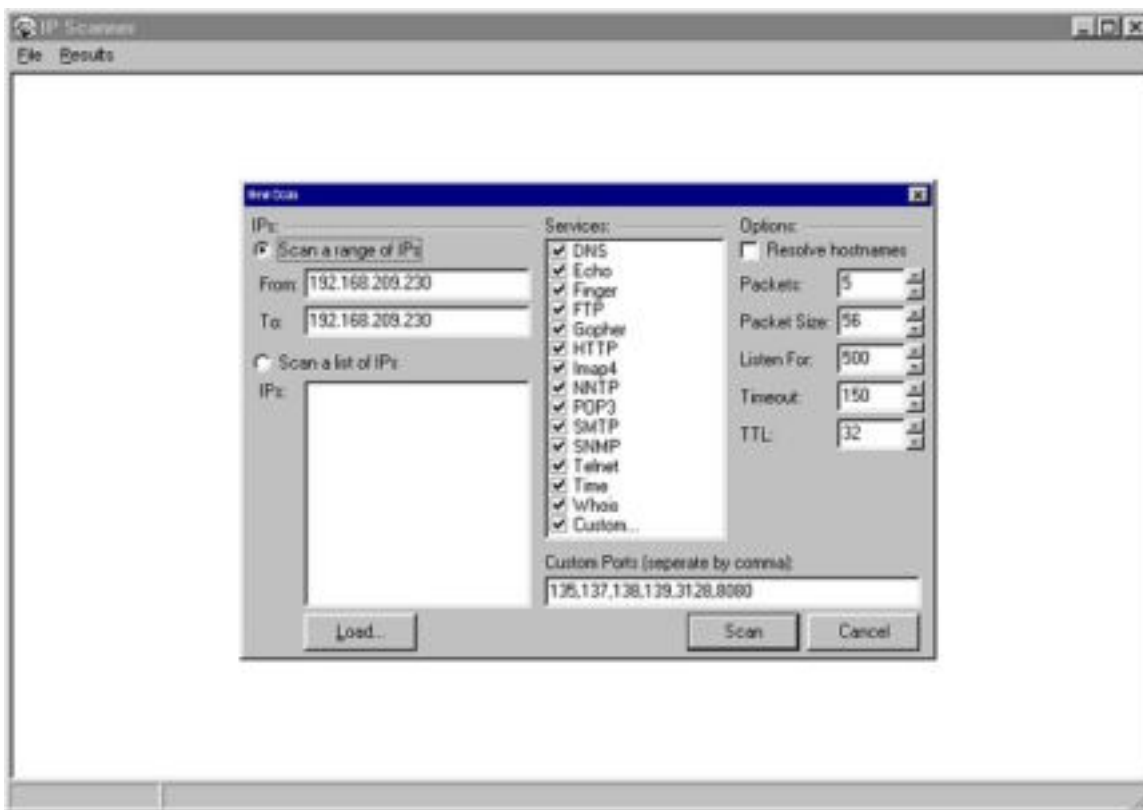 IP Scanner
File Results
New Scan
IPs:
Scan a range of IPs
From: 192.168.209.230
To: 192.168.209.230
Scan a list of IPs
IPs:
Load...
Services:
DNS
Echo
Finger
FTP
Gopher
HTTP
Imap4
NNTP
POP3
SMTP
SNMP
Telnet
Time
Whois
Custom...
Options:
Resolve hostnames
Packets: 5
Packet Size: 56
Listen For: 500
Timeout: 150
TTL: 32
Custom Ports (seperate by comma):
135,137,138,139,3128,8080
Scan
Cancel